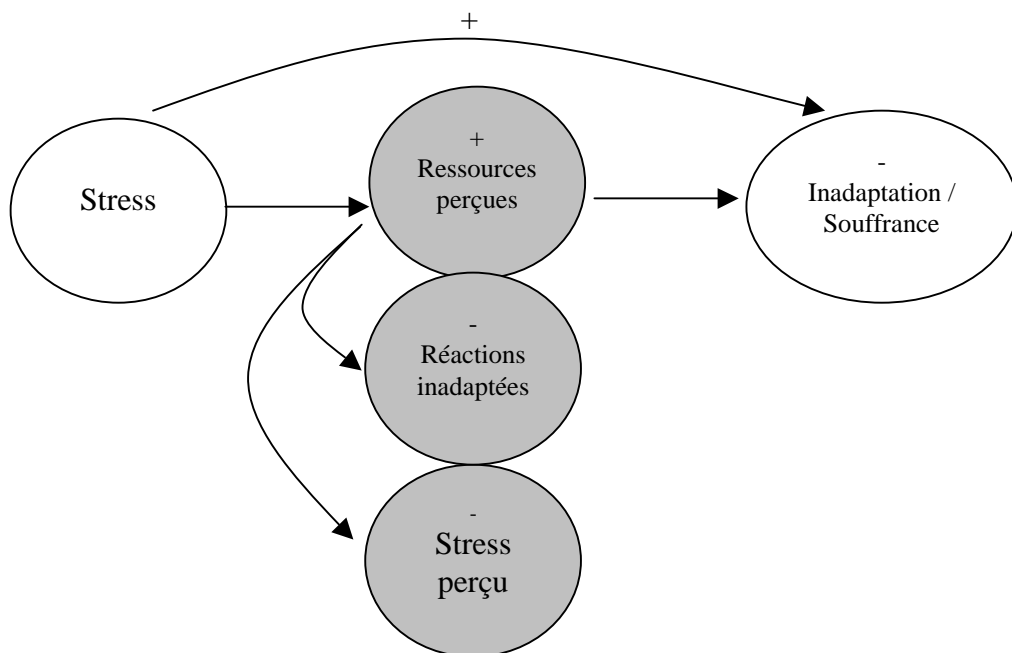 +
Stress
+
Ressources
perçues
-
Inadaptation /
Souffrance
-
Réactions
inadaptées
-
Stress
perçu